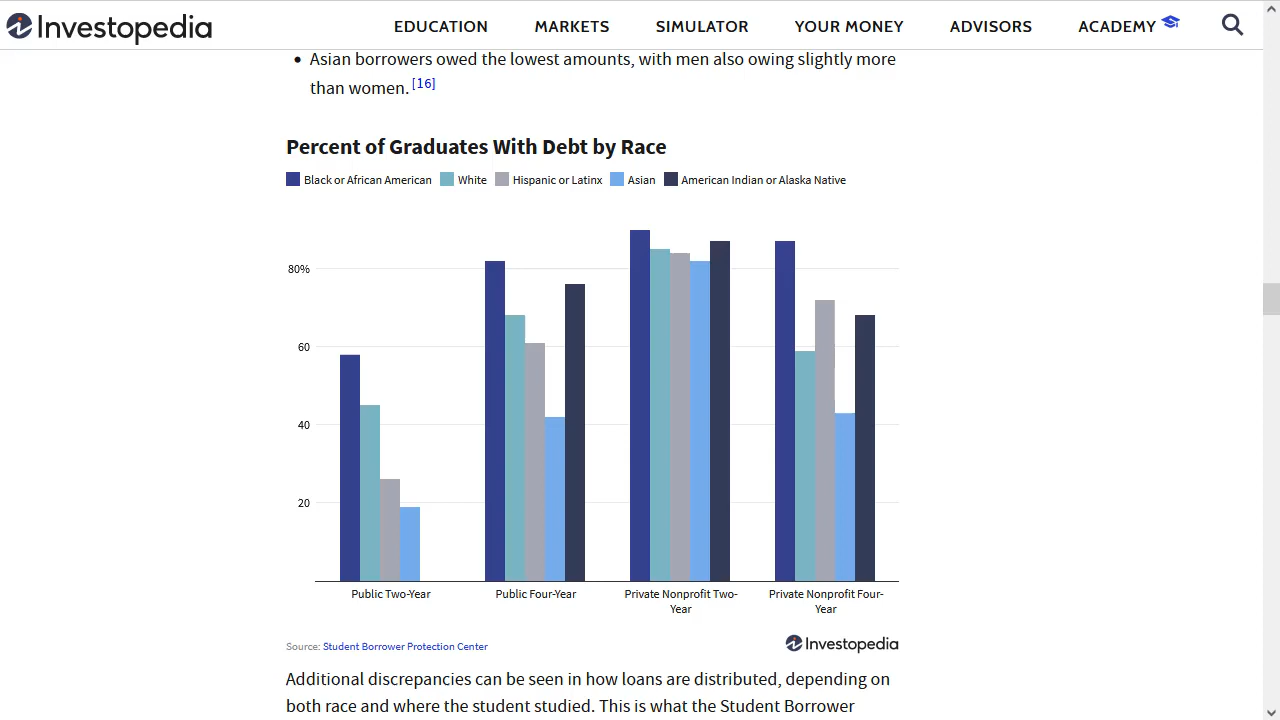 Investopedia
EDUCATION MARKETS SIMULATOR YOUR MONEY ADVISORS ACADEMY
• Asian borrowers owed the lowest amounts, with men also owing slightly more
than women. [16]
Percent of Graduates With Debt by Race
Black or African American White Hispanic or Latinx Asian American Indian or Alaska Native
80%
60
40
20
Public Two-Year Public Four-Year Private Nonprofit Two-Year Private Nonprofit Four-Year
Source: Student Borrower Protection Center
Investopedia
Additional discrepancies can be seen in how loans are distributed, depending on
both race and where the student studied. This is what the Student Borrower